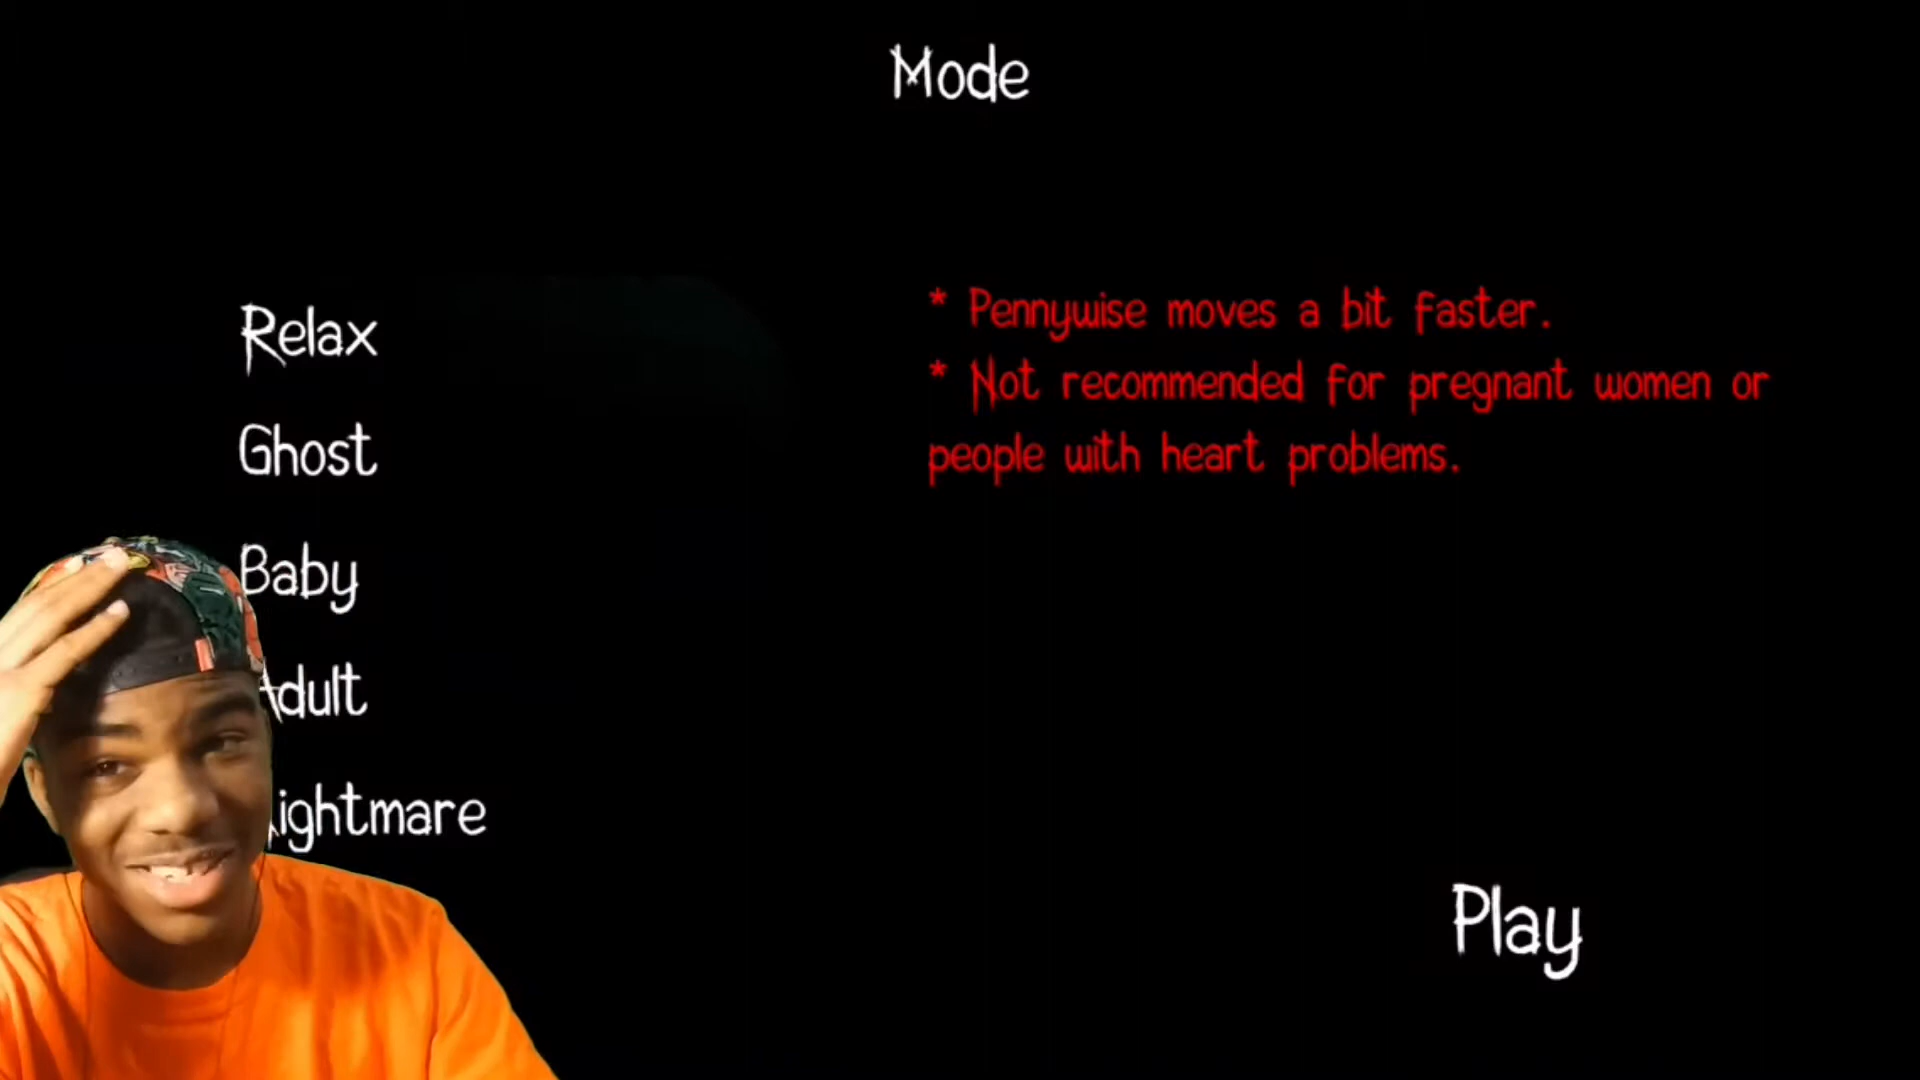 Mode
Relax
Ghost
Baby
Adult
Nightmare
* Pennywise moves a bit faster.
* Not recommended for pregnant women or
people with heart problems.
Play